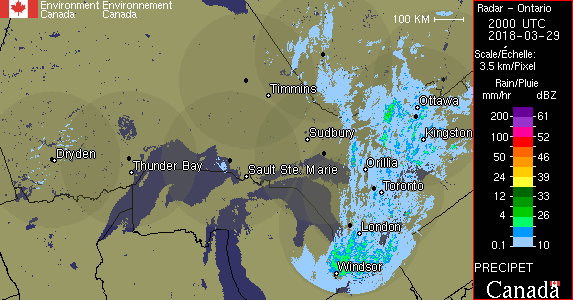 Environment Environnement
Canada Canada
100 KM
Timmins
Ottawa
Sudbury
Kingston
Dryden
Thunder Bay
Sault Ste. Marie
Orillia
Toronto
London
Windsor
Radar - Ontario
2000 UTC
2018-03-29
Scale/Échelle:
3.5 km/Pixel
Rain/Pluie
mm/hr dBZ
200 61
100 52
50 46
24 39
12 33
4 26
0.1 10
PRECIPET
Canada